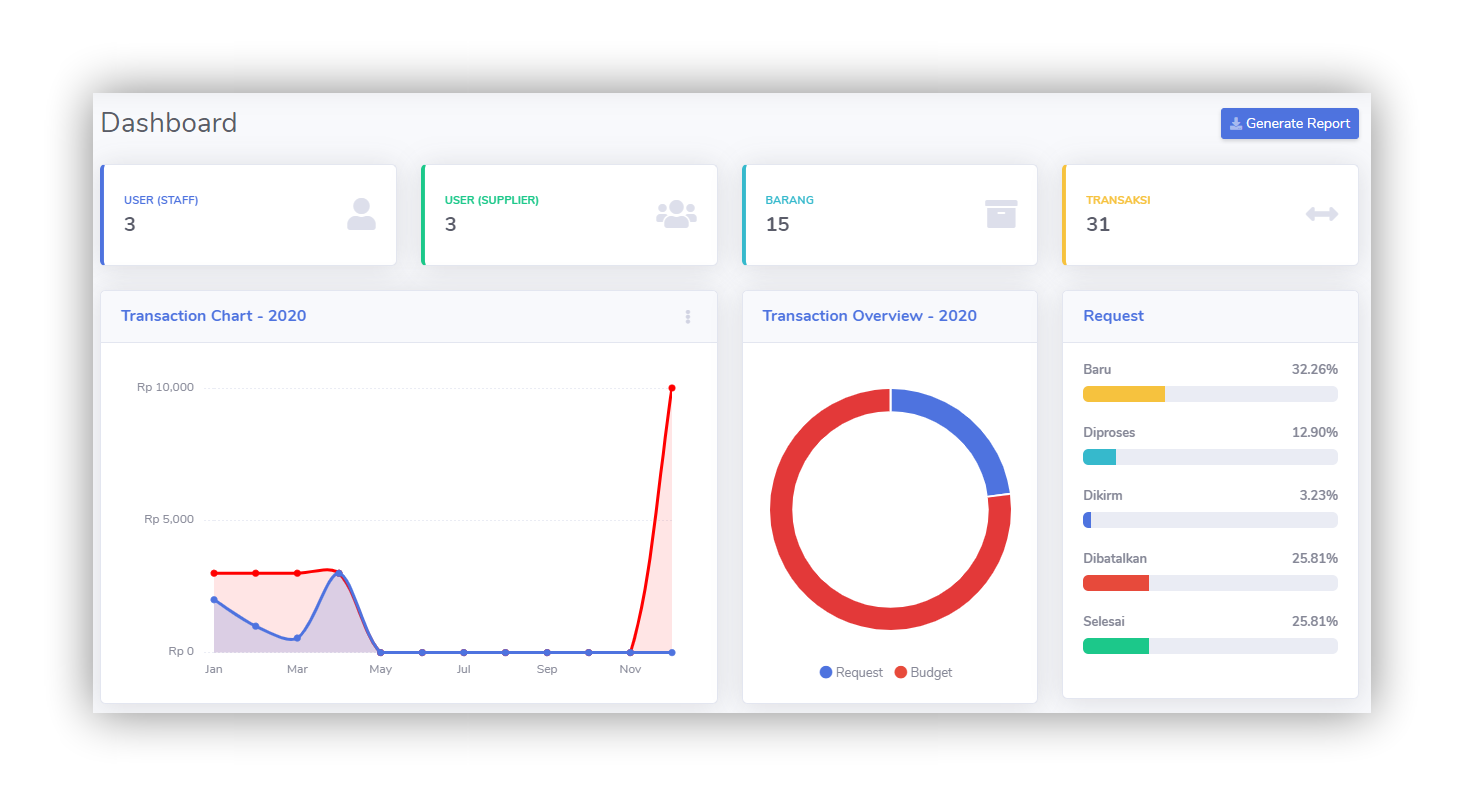 Dashboard
Generate Report
USER (STAFF)
3
USER (SUPPLIER)
3
BARANG
15
TRANSAKSI
31
Transaction Chart - 2020
Rp 10,000
Rp 5,000
Rp 0
Jan Mar May Jul Sep Nov
Transaction Overview - 2020
Request Budget
Request
Baru 32.26%
Diproses 12.90%
Dikirm 3.23%
Dibatalkan 25.81%
Selesai 25.81%